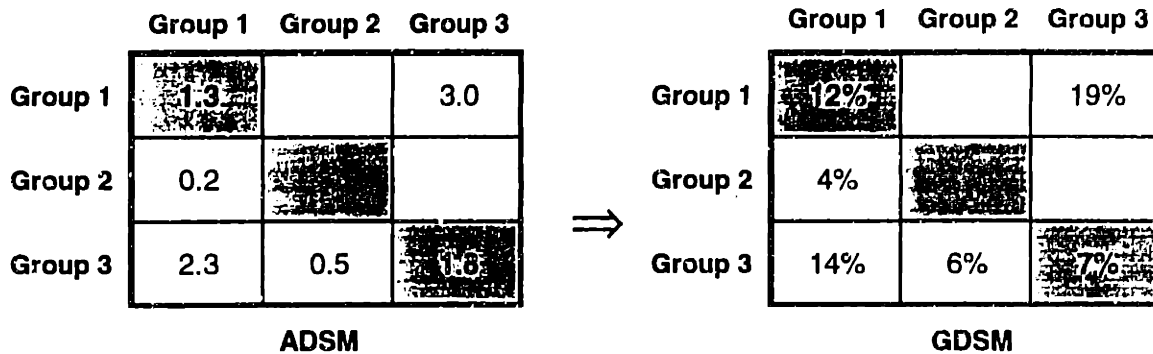 Group 1 Group 2 Group 3 Group 1 Group 2 Group 3
Group 1 1.3 3.0 Group 1 12% 19%
Group 2 0.2 Group 2 4%
Group 3 2.3 0.5 ⇒ Group 3 14% 6% 7%
ADSM GDSM